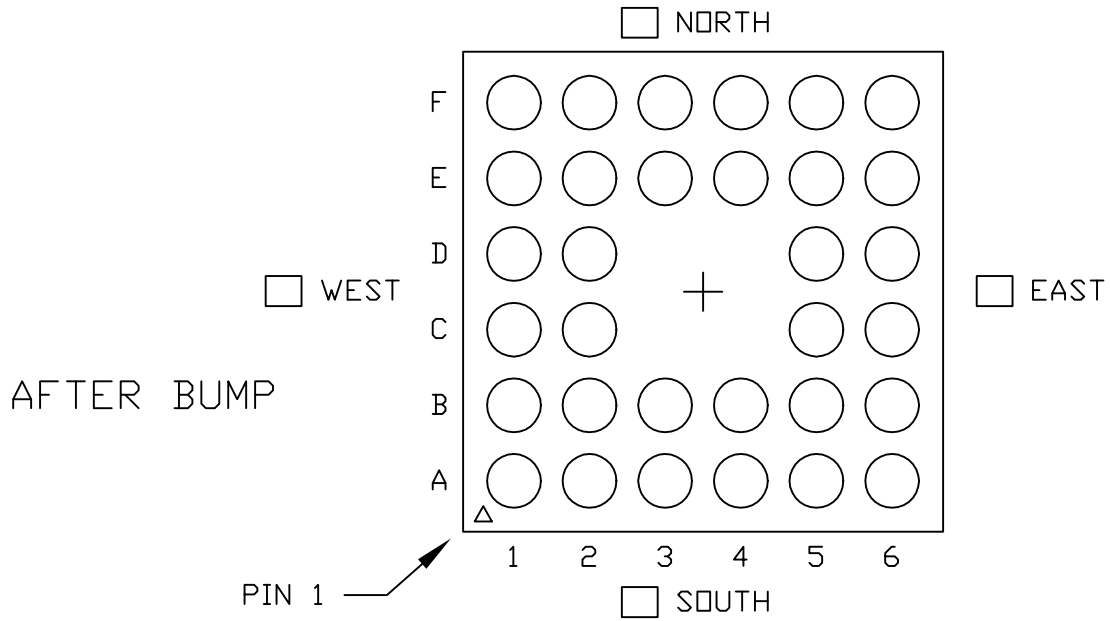 NORTH
F
E
D
WEST
EAST
C
AFTER BUMP
B
A
1 2 3 4 5 6
PIN 1
SOUTH